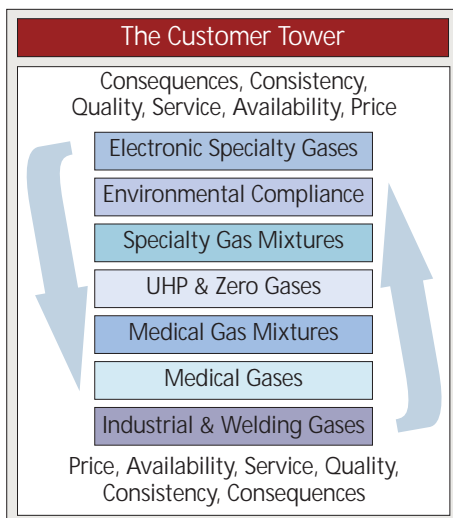 The Customer Tower
Consequences, Consistency,
Quality, Service, Availability, Price
Electronic Specialty Gases
Environmental Compliance
Specialty Gas Mixtures
UHP & Zero Gases
Medical Gas Mixtures
Medical Gases
Industrial & Welding Gases
Price, Availability, Service, Quality,
Consistency, Consequences